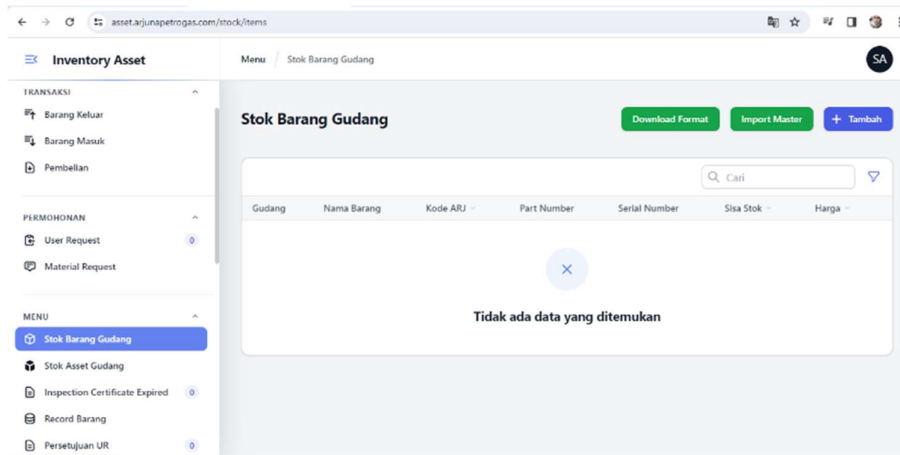 asset.arjunapetrogas.com/stock/items
Inventory Asset
Menu / Stok Barang Gudang
SA
TRANSAKSI
Barang Keluar
Barang Masuk
Pembelian
PERMOHONAN
User Request 0
Material Request
MENU
Stok Barang Gudang
Stok Asset Gudang
Inspection Certificate Expired 0
Record Barang
Persetujuan UR 0
Stok Barang Gudang
Download Format
Import Master
+ Tambah
Cari
Gudang Nama Barang Kode ARJ Part Number Serial Number Sisa Stok Harga
Tidak ada data yang ditemukan